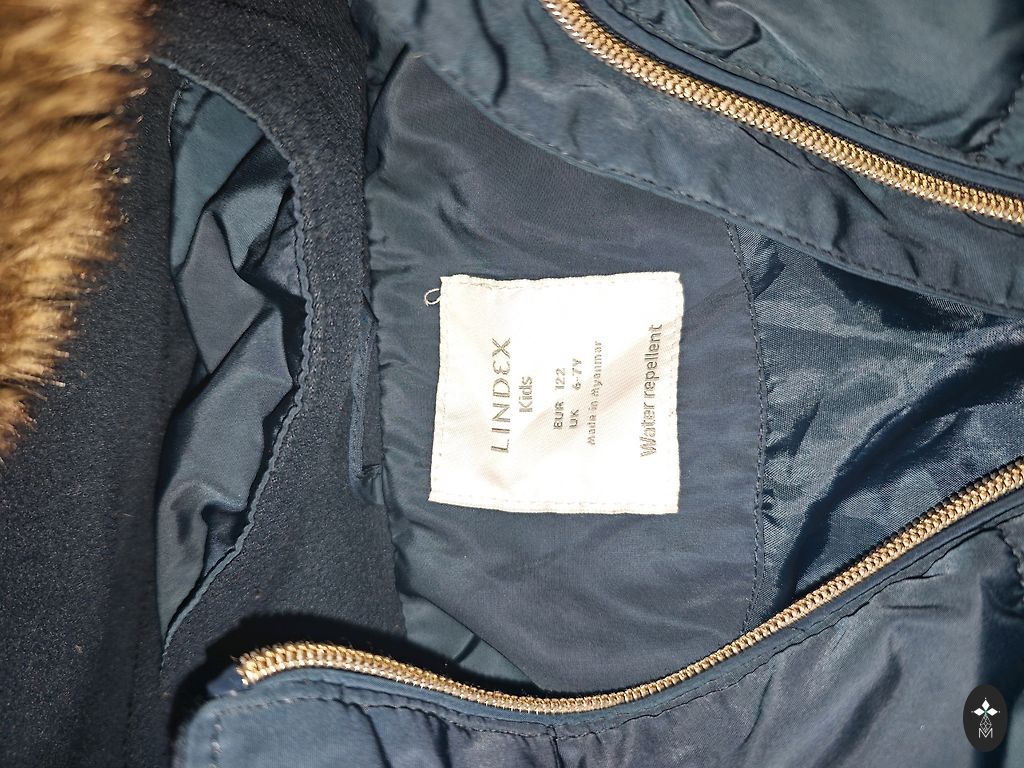 LINDEX
Kids
EUR 122
UK 6-7Y
Made in Myanmar
Water repellent
M